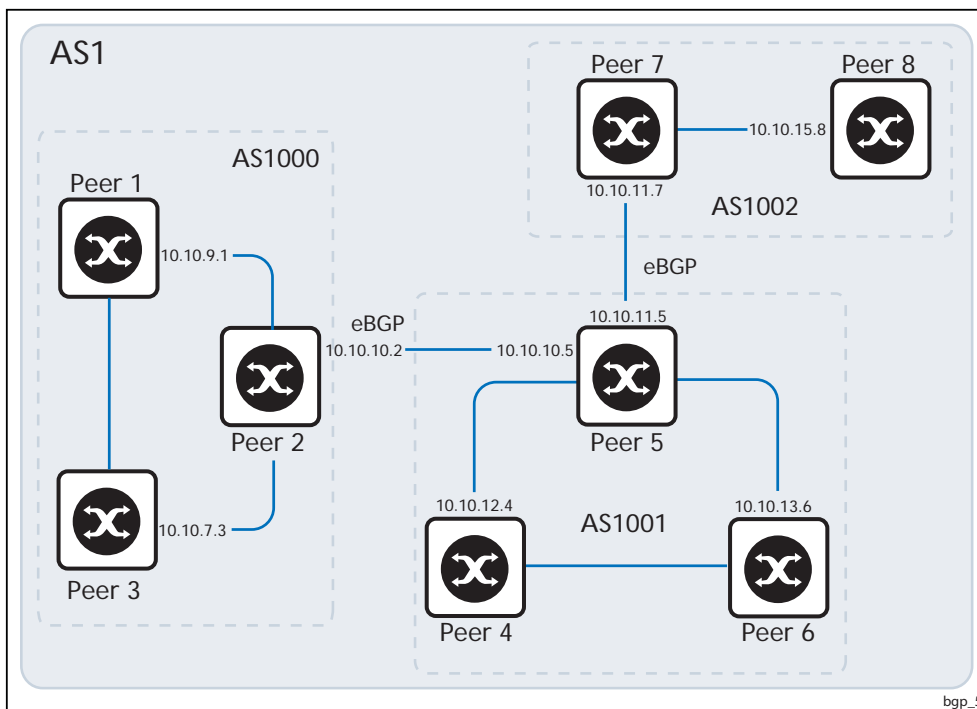 AS1
Peer 7
Peer 8
10.10.15.8
10.10.11.7
AS1002
AS1000
Peer 1
10.10.9.1
eBGP
eBGP
10.10.10.2
10.10.11.5
10.10.10.5
Peer 2
Peer 5
10.10.7.3
Peer 3
10.10.12.4
AS1001
10.10.13.6
Peer 4
Peer 6